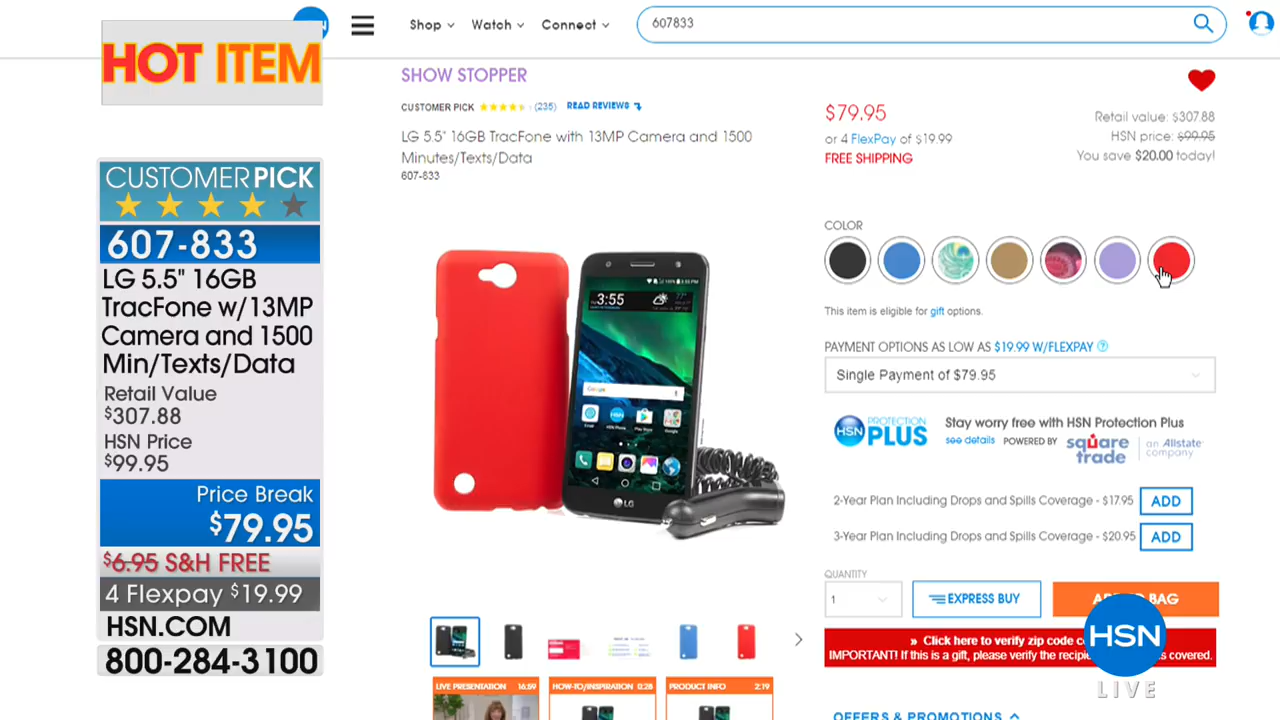 HSN
Shop
Watch
Connect
607833
HOT ITEM
CUSTOMER PICK
607-833
LG 5.5" 16GB
TracFone w/13MP
Camera and 1500
Min/Texts/Data
Retail Value
$307.88
HSN Price
$99.95
Price Break
$79.95
$6.95 S&H FREE
4 Flexpay $19.99
HSN.COM
800-284-3100
SHOW STOPPER
CUSTOMER PICK (235) READ REVIEWS
LG 5.5" 16GB TracFone with 13MP Camera and 1500
Minutes/Texts/Data
607-833
3:55
Google
LG
LIVE PRESENTATION 16:59
HOW-TO/INSPIRATION 0:28
PRODUCT INFO 2:19
$79.95
or 4 FlexPay of $19.99
FREE SHIPPING
Retail value: $307.88
HSN price: $99.95
You save $20.00 today!
COLOR
This item is eligible for gift options.
PAYMENT OPTIONS AS LOW AS $19.99 W/FLEXPAY ?
Single Payment of $79.95
HSN PROTECTION PLUS
Stay worry free with HSN Protection Plus
see details POWERED BY square trade an Allstate company
2-Year Plan Including Drops and Spills Coverage - $17.95 ADD
3-Year Plan Including Drops and Spills Coverage - $20.95 ADD
QUANTITY
1
EXPRESS BUY
BAG
» Click here to verify zip code
IMPORTANT! If this is a gift, please verify the covered.
HSN
LIVE
OFFERS & PROMOTIONS